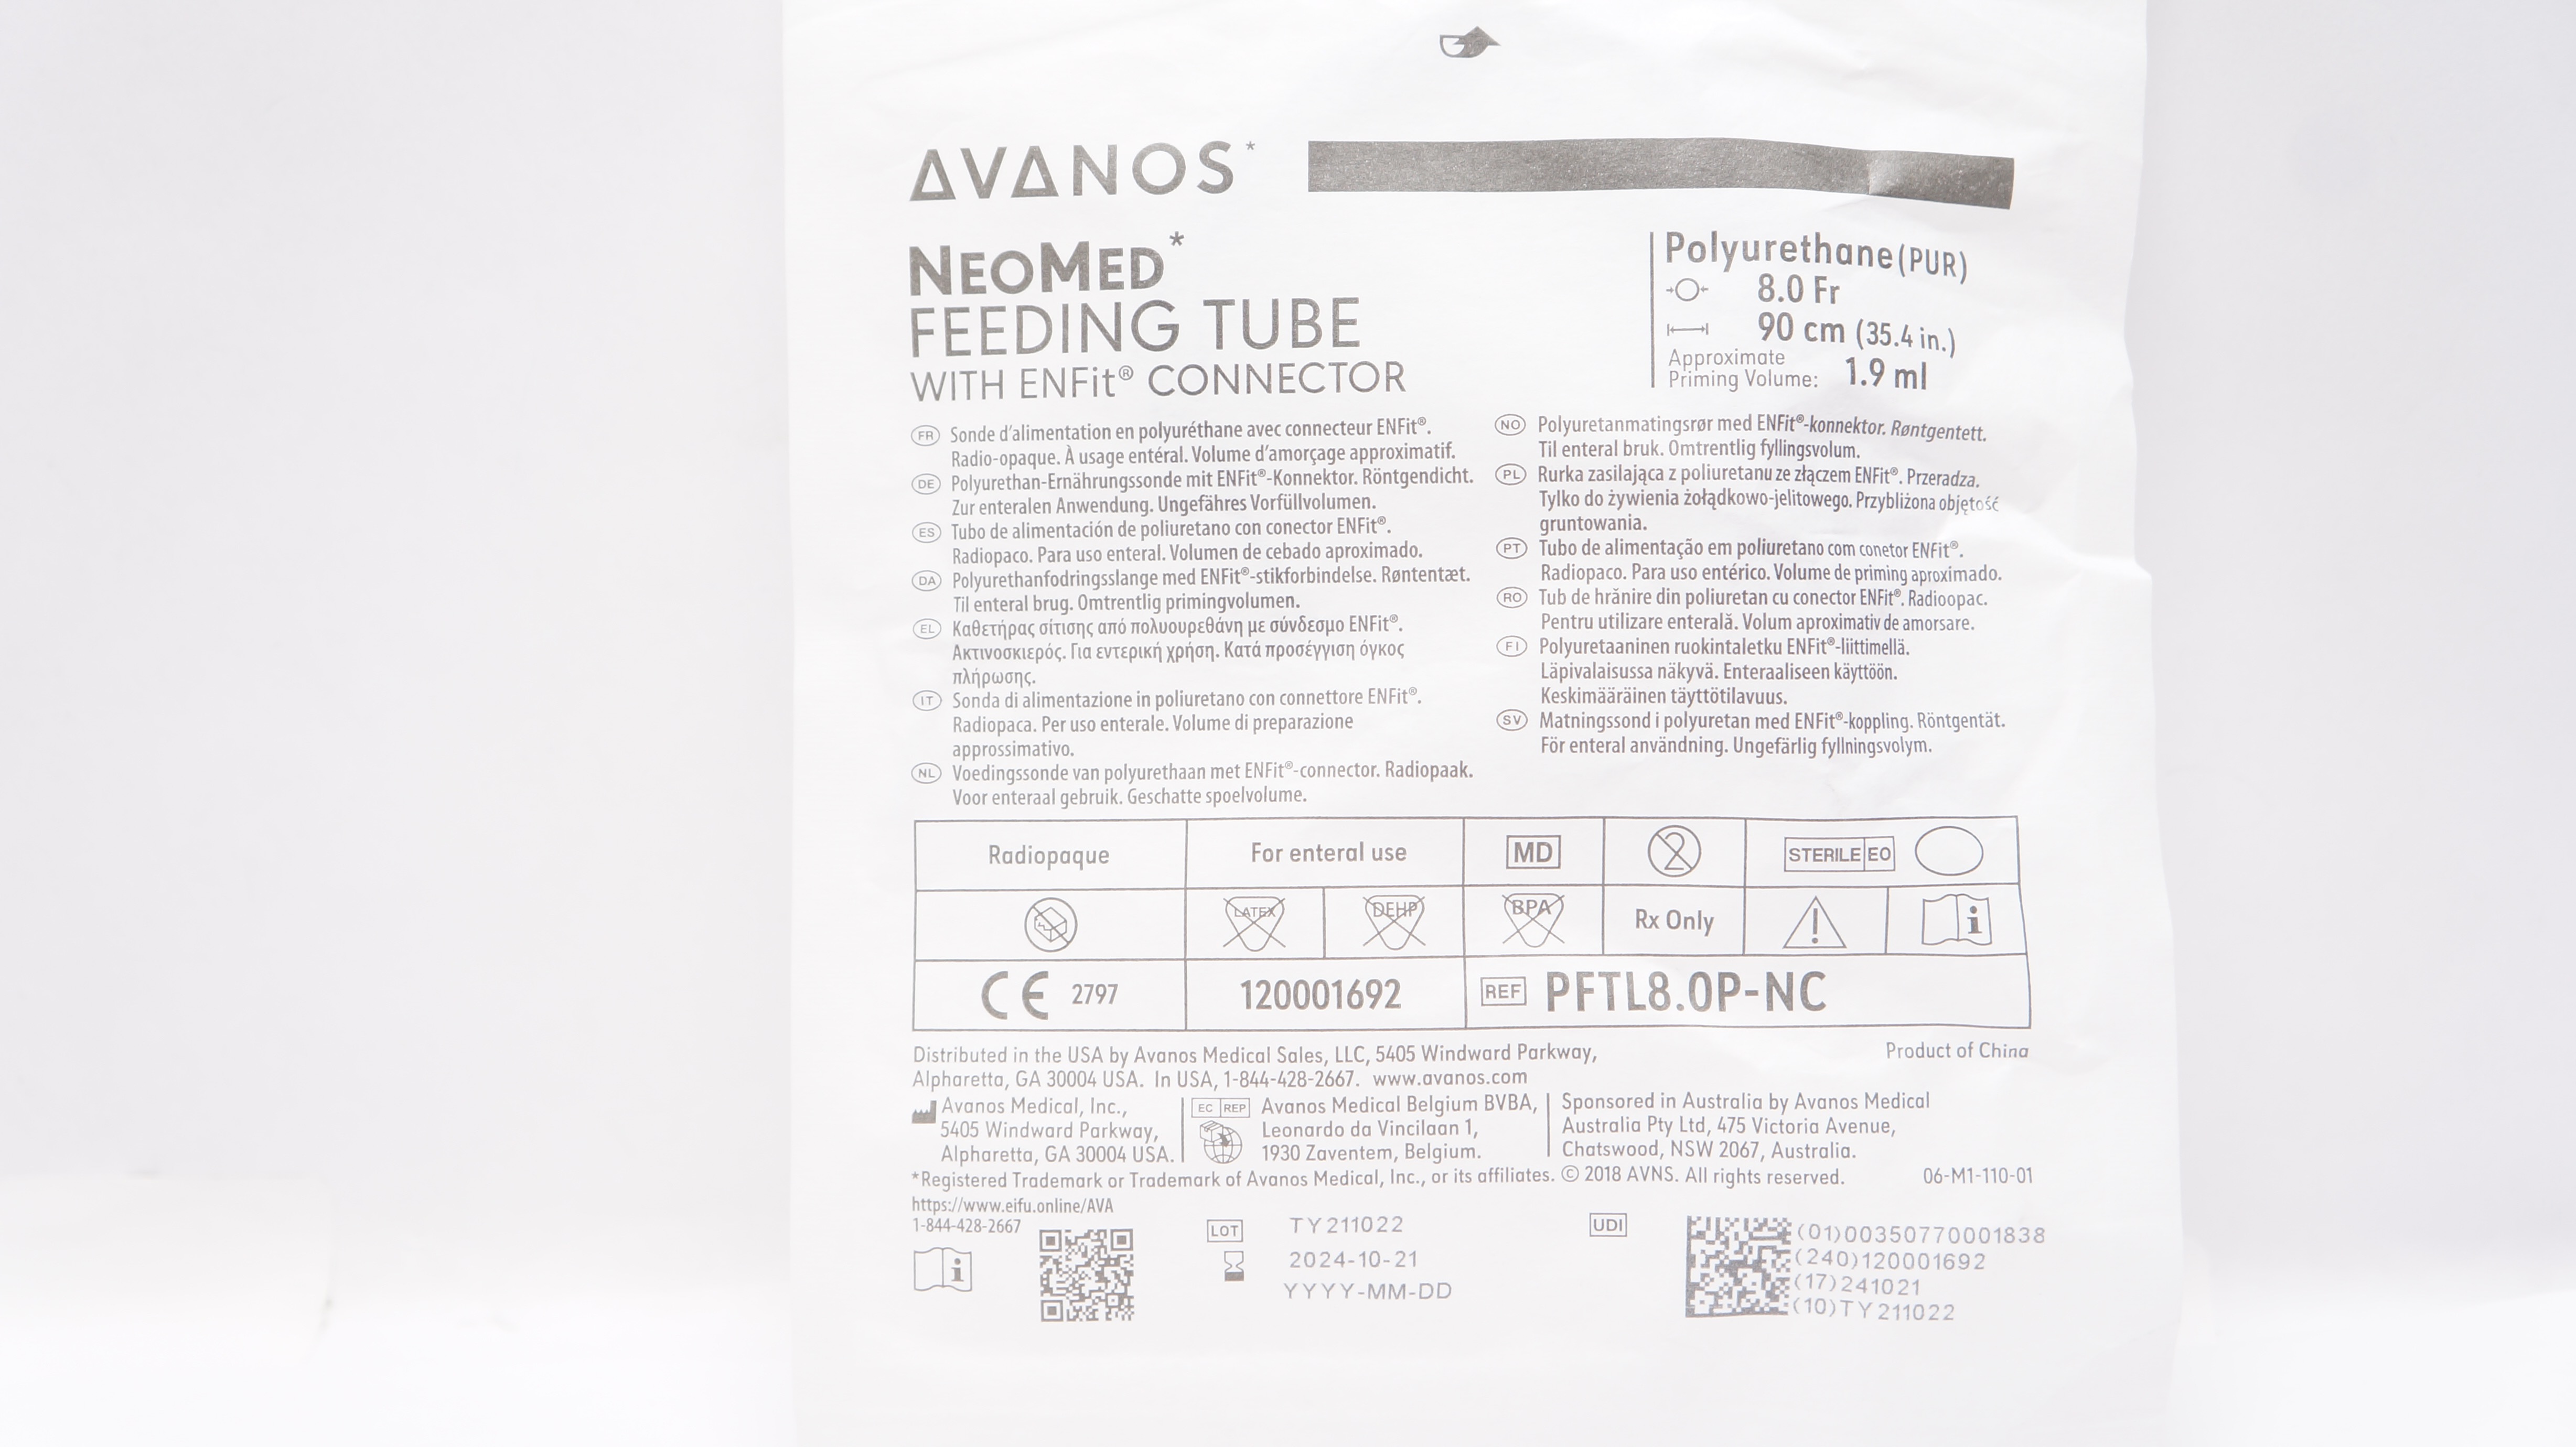 AVANOS*
NEOMED*
FEEDING TUBE
WITH ENFit® CONNECTOR
Polyurethane (PUR)
8.0 Fr
90 cm (35.4 in.)
Approximate
Priming Volume: 1.9 ml
FR Sonde d'alimentation en polyuréthane avec connecteur ENFit®.
Radio-opaque. À usage entéral. Volume d'amorçage approximatif.
DE Polyurethan-Ernährungssonde mit ENFit®-Konnektor. Röntgendicht.
Zur enteralen Anwendung. Ungefähres Vorfüllvolumen.
ES Tubo de alimentación de poliuretano con conector ENFit®.
Radiopaco. Para uso enteral. Volumen de cebado aproximado.
DA Polyurethanfodringsslange med ENFit®-stikforbindelse. Røntentæt.
Til enteral brug. Omtrentlig primingvolumen.
EL Καθετήρας σίτισης από πολυουρεθάνη με σύνδεσμο ENFit®.
Ακτινοσκιερός. Για εντερική χρήση. Κατά προσέγγιση όγκος
πλήρωσης.
IT Sonda di alimentazione in poliuretano con connettore ENFit®.
Radiopaca. Per uso enterale. Volume di preparazione
approssimativo.
NL Voedingssonde van polyurethaan met ENFit®-connector. Radiopaak.
Voor enteraal gebruik. Geschatte spoelvolume.
NO Polyuretanmatingsrør med ENFit®-konnektor. Røntgentett.
Til enteral bruk. Omtrentlig fyllingsvolum.
PL Rurka zasilająca z poliuretanu ze złączem ENFit®. Przeradza.
Tylko do żywienia żołądkowo-jelitowego. Przybliżona objętość
gruntowania.
PT Tubo de alimentação em poliuretano com conetor ENFit®.
Radiopaco. Para uso entérico. Volume de priming aproximado.
RO Tub de hrănire din poliuretan cu conector ENFit®. Radioopac.
Pentru utilizare enterală. Volum aproximativ de amorsare.
FI Polyuretaaninen ruokintaletku ENFit®-liittimellä.
Läpivalaisussa näkyvä. Enteraaliseen käyttöön.
Keskimääräinen täyttötilavuus.
SV Matningssond i polyuretan med ENFit®-koppling. Röntgentät.
För enteral användning. Ungefärlig fyllningsvolym.
Radiopaque For enteral use MD 2 STERILE EO
LATEX DEHP BPA Rx Only ! i
CE 2797 120001692 REF PFTL8.0P-NC
Distributed in the USA by Avanos Medical Sales, LLC, 5405 Windward Parkway,
Alpharetta, GA 30004 USA. In USA, 1-844-428-2667. www.avanos.com
Product of China
Avanos Medical, Inc.,
5405 Windward Parkway,
Alpharetta, GA 30004 USA.
EC REP Avanos Medical Belgium BVBA,
Leonardo da Vincilaan 1,
1930 Zaventem, Belgium.
Sponsored in Australia by Avanos Medical
Australia Pty Ltd, 475 Victoria Avenue,
Chatswood, NSW 2067, Australia.
*Registered Trademark or Trademark of Avanos Medical, Inc., or its affiliates. © 2018 AVNS. All rights reserved. 06-M1-110-01
https://www.eifu.online/AVA
1-844-428-2667
i
LOT TY211022
2024-10-21
YYYY-MM-DD
UDI
(01)00350770001838
(240)120001692
(17)241021
(10)TY211022